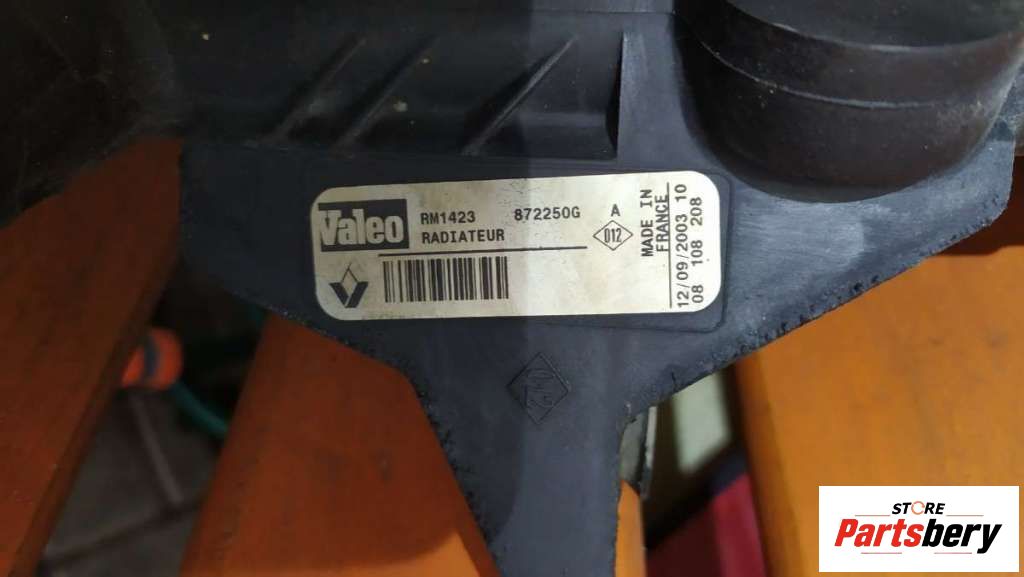 Valeo
RM1423 872250G A
RADIATEUR
D12
MADE IN
FRANCE
12/09/2003 10
08 108 208
STORE
Partsbery